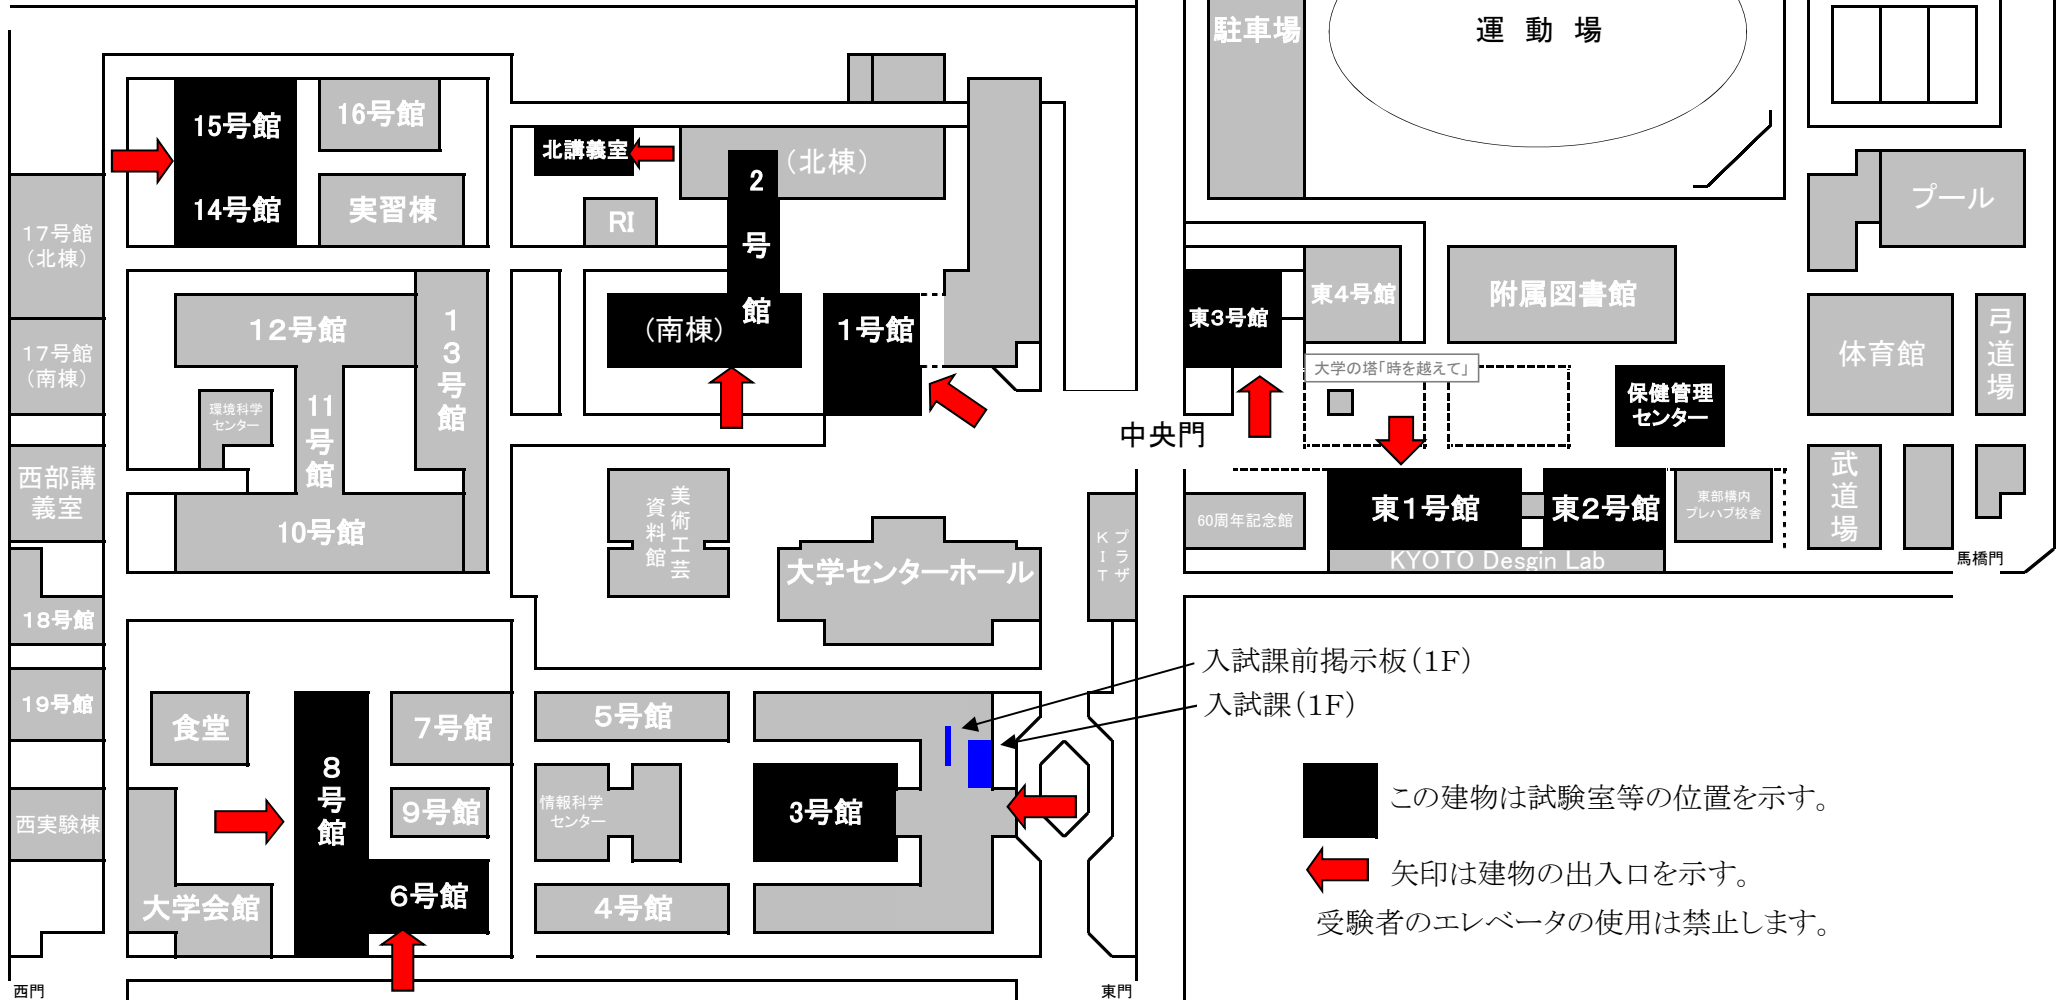 駐車場
運 動 場
15号館
16号館
北講義室
2号館
(北棟)
14号館
実習棟
RI
プール
17号館
(北棟)
東3号館
東4号館
附属図書館
12号館
13号館
(南棟)
1号館
体育館
弓道場
17号館
(南棟)
大学の塔「時を越えて」
環境科学
センター
11号館
保健管理
センター
中央門
西部講
義室
10号館
美術工芸
資料館
大学センターホール
KIT
プラザ
60周年記念館
東1号館
東2号館
東部構内
プレハブ校舎
武道場
KYOTO Desgin Lab
馬橋門
18号館
19号館
食堂
8号館
7号館
5号館
入試課前掲示板(1F)
入試課(1F)
西実験棟
9号館
情報科学
センター
3号館
この建物は試験室等の位置を示す。
大学会館
6号館
4号館
矢印は建物の出入口を示す。
受験者のエレベータの使用は禁止します。
西門
東門